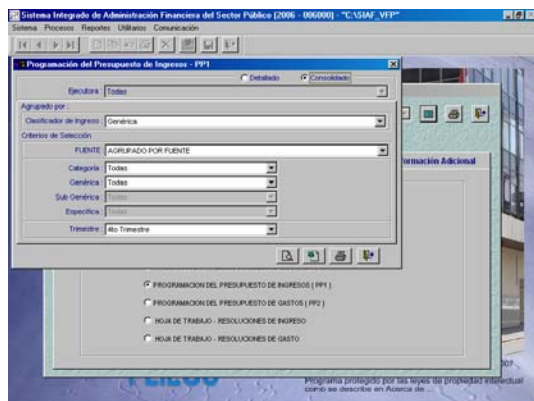 Sistema Integrado de Administración Financiera del Sector Público [2006 - 006000] - "C:\SIAF_VFP"
Sistema Procesos Reportes Utilitarios Comunicación
Programación del Presupuesto de Ingresos - PP1
Detallado Consolidado
Ejecutora : Todas
Agrupado por :
Clasificador de Ingreso : Genérica
Criterios de Selección
FUENTE AGRUPADO POR FUENTE
Categoría : Todas
Genérica : Todas
Sub Genérica : Todas
Específica : Todas
Trimestre : 4to Trimestre
formación Adicional
PROGRAMACION DEL PRESUPUESTO DE INGRESOS ( PP1 )
PROGRAMACION DEL PRESUPUESTO DE GASTOS ( PP2 )
HOJA DE TRABAJO - RESOLUCIONES DE INGRESO
HOJA DE TRABAJO - RESOLUCIONES DE GASTO
007
PLIEGO
Programa protegido por las leyes de propiedad intelectual
como se describe en Acerca de ...